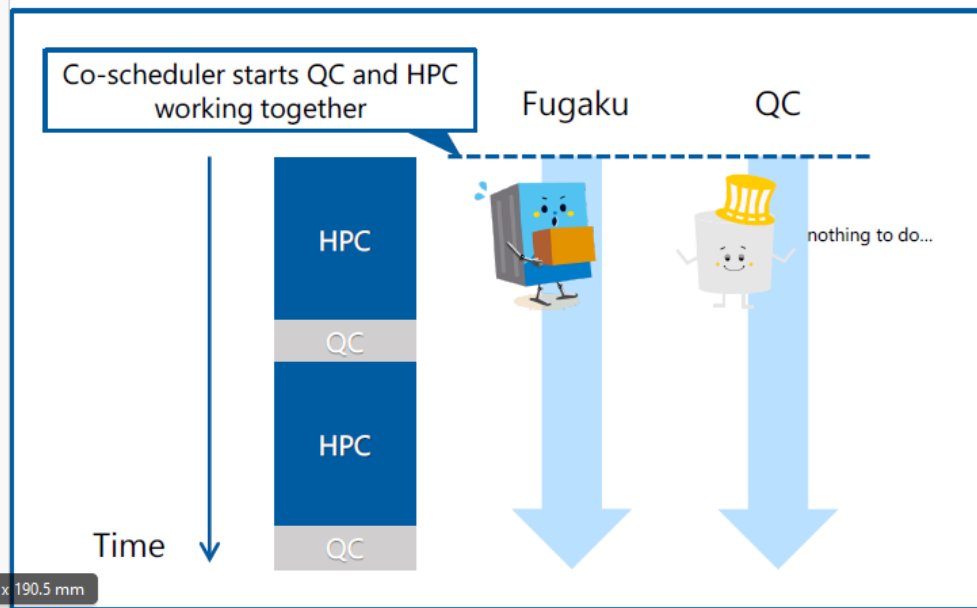 Co-scheduler starts QC and HPC
working together
Fugaku
QC
HPC
nothing to do...
QC
HPC
QC
Time
x 190.5 mm